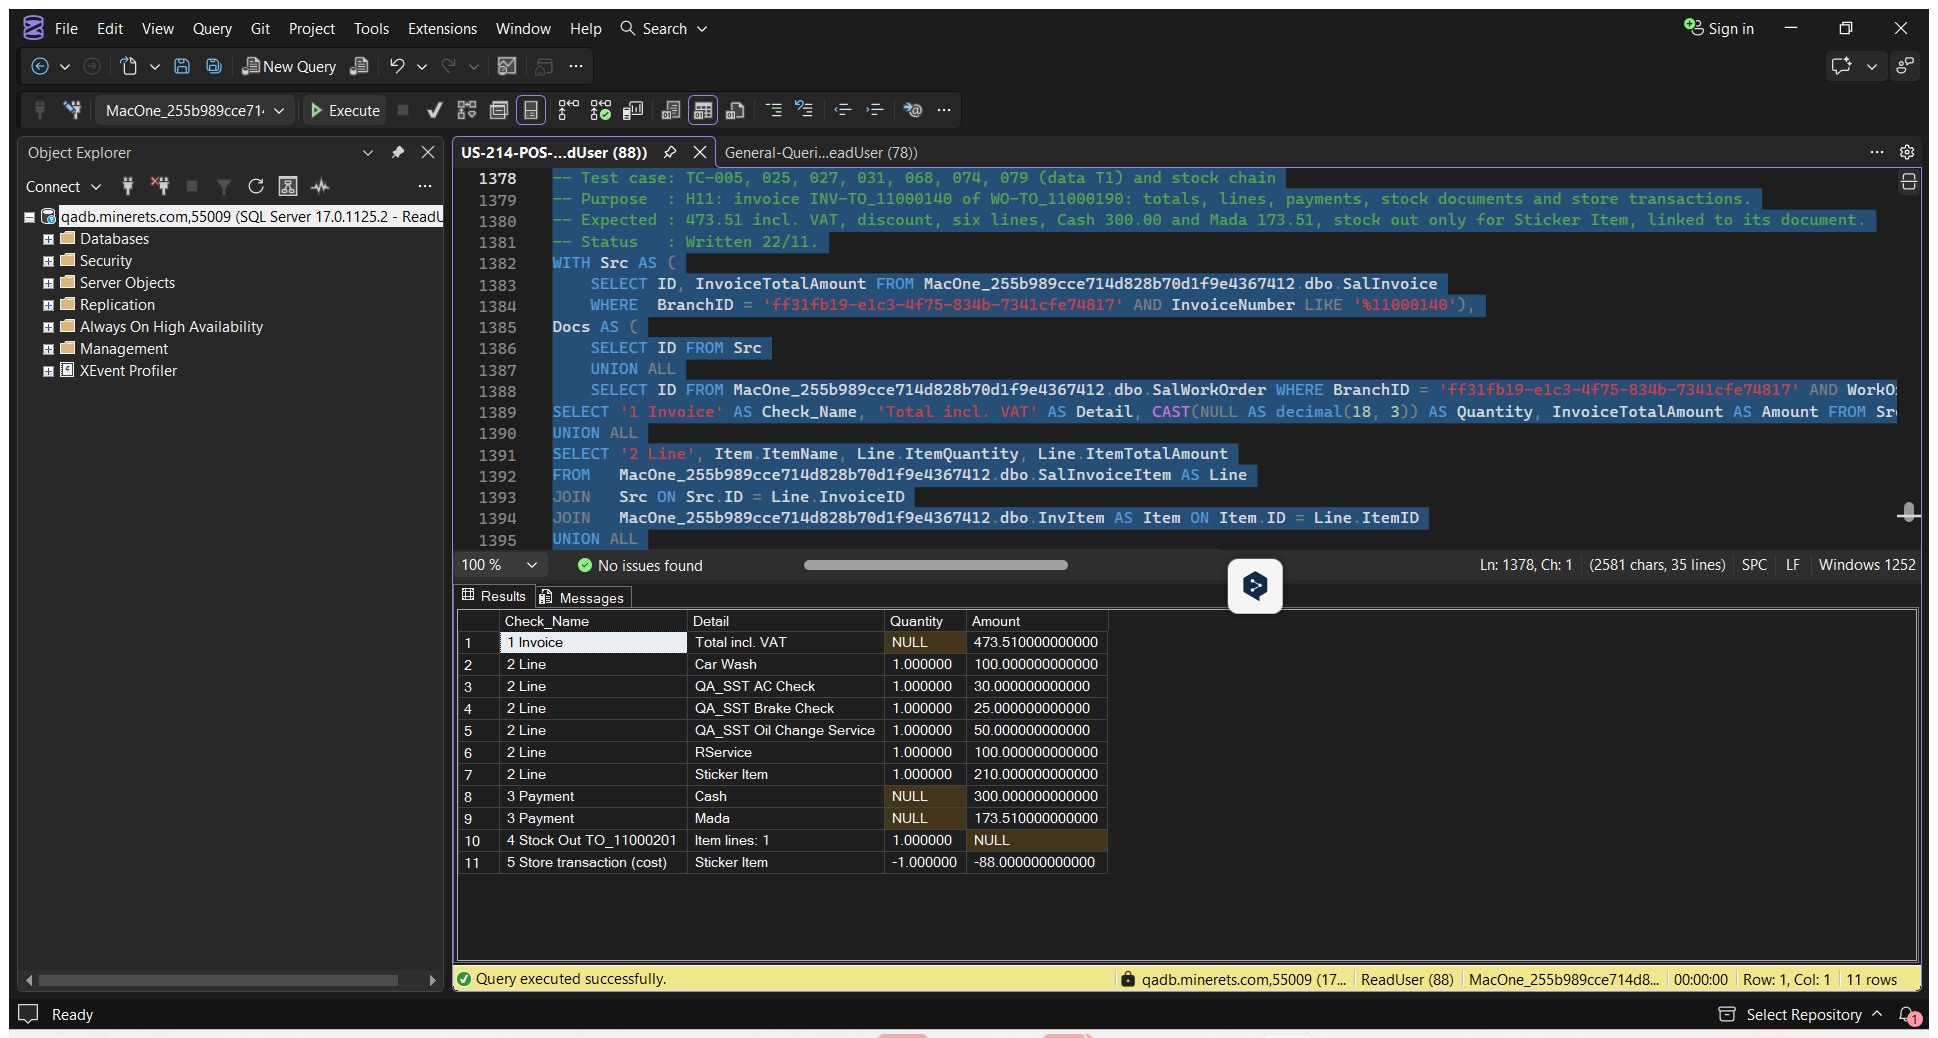 File Edit View Query Git Project Tools Extensions Window Help Search Sign in
New Query
MacOne_255b989cce714 Execute
Object Explorer
Connect
qadb.minerets.com,55009 (SQL Server 17.0.1125.2 - ReadU
Databases
Security
Server Objects
Replication
Always On High Availability
Management
XEvent Profiler
US-214-POS-...dUser (88)) General-Queri...eadUser (78))
1378 -- Test case: TC-005, 025, 027, 031, 068, 074, 079 (data T1) and stock chain
1379 -- Purpose : H11: invoice INV-TO_11000140 of WO-TO_11000190: totals, lines, payments, stock documents and store transactions.
1380 -- Expected : 473.51 incl. VAT, discount, six lines, Cash 300.00 and Mada 173.51, stock out only for Sticker Item, linked to its document.
1381 -- Status : Written 22/11.
1382 WITH Src AS (
1383 SELECT ID, InvoiceTotalAmount FROM MacOne_255b989cce714d828b70d1f9e4367412.dbo.SalInvoice
1384 WHERE BranchID = 'ff31fb19-e1c3-4f75-834b-7341cfe74817' AND InvoiceNumber LIKE '%11000140'),
1385 Docs AS (
1386 SELECT ID FROM Src
1387 UNION ALL
1388 SELECT ID FROM MacOne_255b989cce714d828b70d1f9e4367412.dbo.SalWorkOrder WHERE BranchID = 'ff31fb19-e1c3-4f75-834b-7341cfe74817' AND WorkO
1389 SELECT '1 Invoice' AS Check_Name, 'Total incl. VAT' AS Detail, CAST(NULL AS decimal(18, 3)) AS Quantity, InvoiceTotalAmount AS Amount FROM Sr
1390 UNION ALL
1391 SELECT '2 Line', Item.ItemName, Line.ItemQuantity, Line.ItemTotalAmount
1392 FROM MacOne_255b989cce714d828b70d1f9e4367412.dbo.SalInvoiceItem AS Line
1393 JOIN Src ON Src.ID = Line.InvoiceID
1394 JOIN MacOne_255b989cce714d828b70d1f9e4367412.dbo.InvItem AS Item ON Item.ID = Line.ItemID
1395 UNION ALL
100 % No issues found Ln: 1378, Ch: 1 (2581 chars, 35 lines) SPC LF Windows 1252
Results Messages
Check_Name Detail Quantity Amount
1 1 Invoice Total incl. VAT NULL 473.510000000000
2 2 Line Car Wash 1.000000 100.000000000000
3 2 Line QA_SST AC Check 1.000000 30.000000000000
4 2 Line QA_SST Brake Check 1.000000 25.000000000000
5 2 Line QA_SST Oil Change Service 1.000000 50.000000000000
6 2 Line RService 1.000000 100.000000000000
7 2 Line Sticker Item 1.000000 210.000000000000
8 3 Payment Cash NULL 300.000000000000
9 3 Payment Mada NULL 173.510000000000
10 4 Stock Out TO_11000201 Item lines: 1 1.000000 NULL
11 5 Store transaction (cost) Sticker Item -1.000000 -88.000000000000
Query executed successfully. qadb.minerets.com,55009 (17... ReadUser (88) MacOne_255b989cce714d8... 00:00:00 Row: 1, Col: 1 11 rows
Ready Select Repository 1